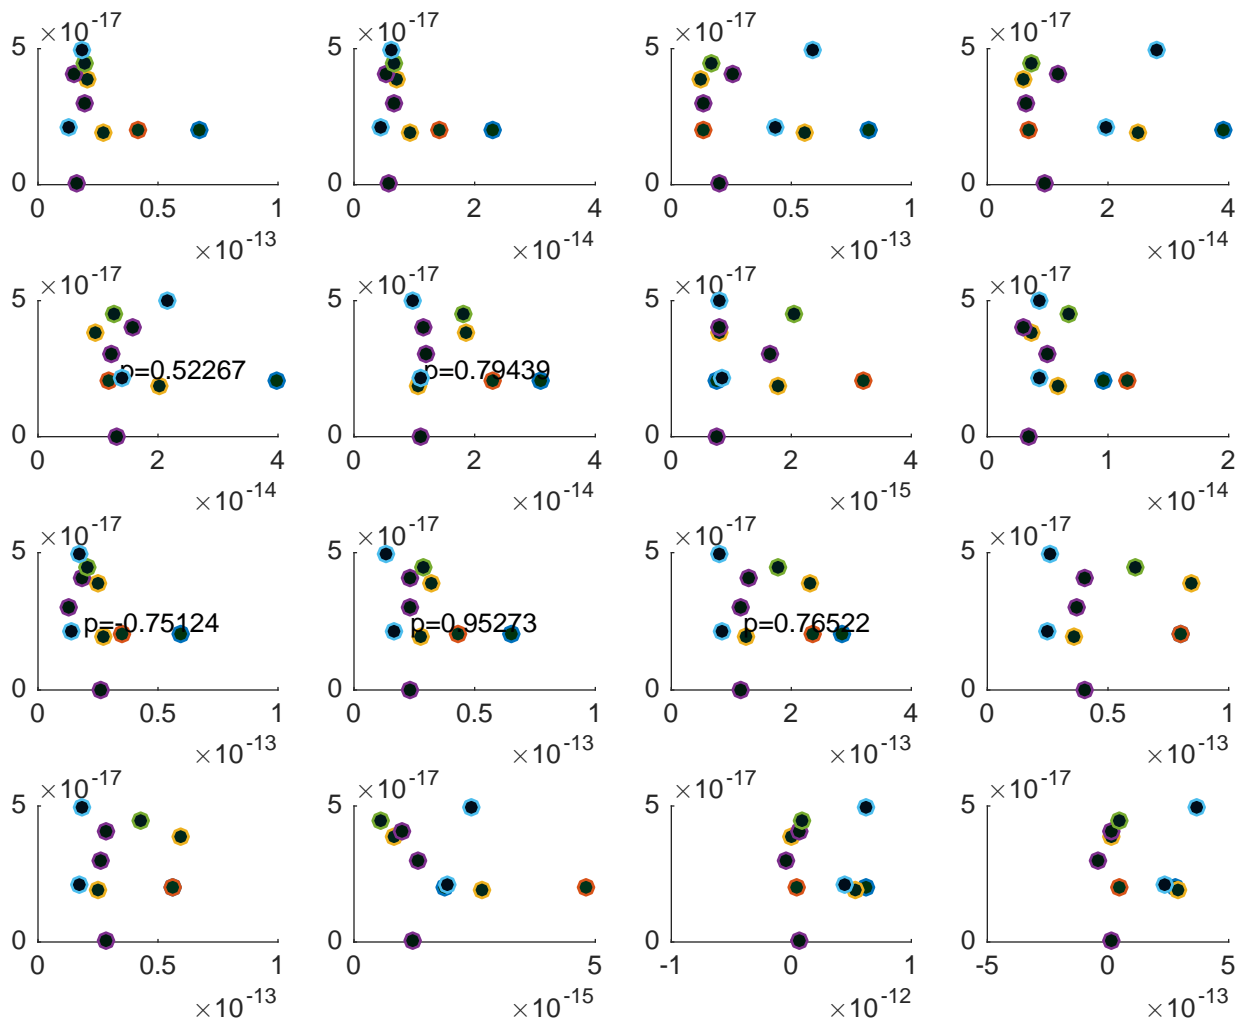 ×10-17 ×10-17 ×10-17 ×10-17
5 5 5 5
0 0 0 0
0 0.5 1 0 2 4 0 0.5 1 0 2 4
×10-13 ×10-14 ×10-13 ×10-14
×10-17 ×10-17 ×10-17 ×10-17
5 5 5 5
p=0.52267 p=0.79439
0 0 0 0
0 2 4 0 2 4 0 2 4 0 1 2
×10-14 ×10-14 ×10-15 ×10-14
×10-17 ×10-17 ×10-17 ×10-17
5 5 5 5
p=-0.75124 p=0.95273 p=0.76522
0 0 0 0
0 0.5 1 0 0.5 1 0 2 4 0 0.5 1
×10-13 ×10-13 ×10-13 ×10-13
×10-17 ×10-17 ×10-17 ×10-17
5 5 5 5
0 0 0 0
0 0.5 1 0 5 -1 0 1 -5 0 5
×10-13 ×10-15 ×10-12 ×10-13